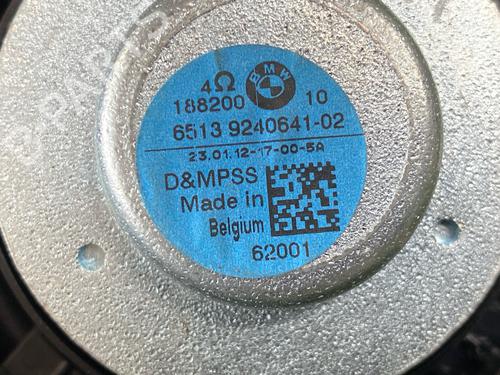 4Ω BMW
188200 10
6513 9240641-02
23.01.12-17-00-5A
D&MPSS
Made in
Belgium
62001